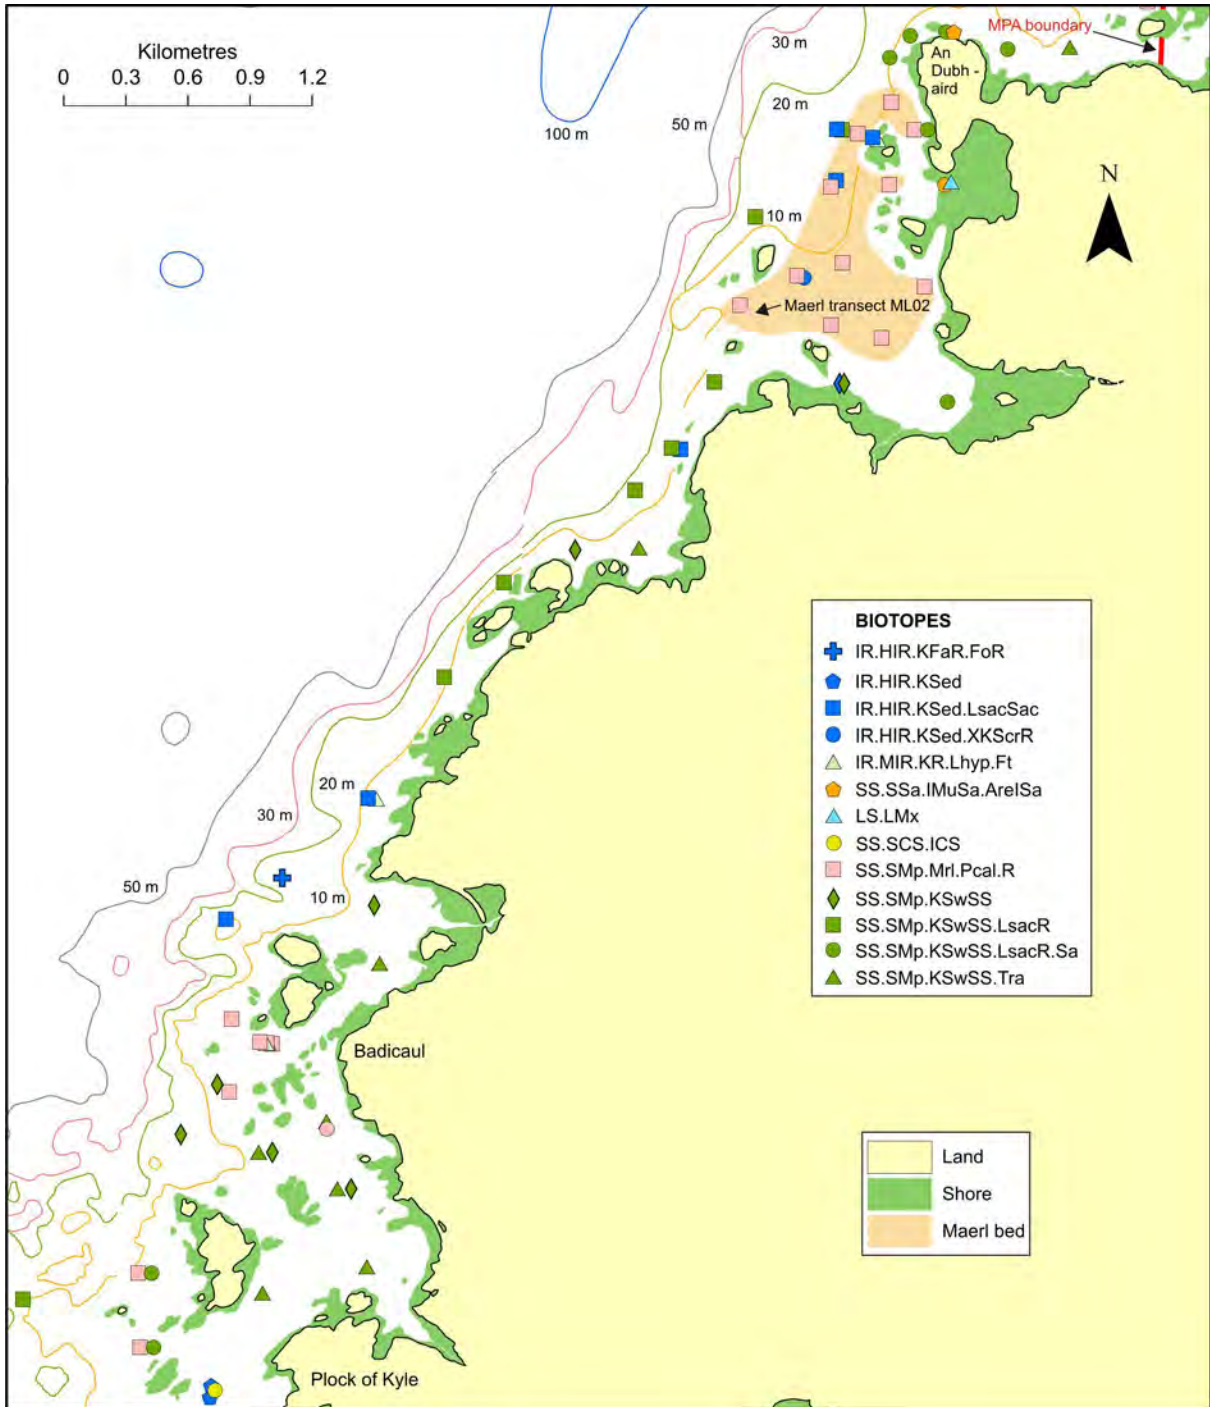 Kilometres
0 0.3 0.6 0.9 1.2
MPA boundary
30 m
An
Dubh -
aird
20 m
50 m
100 m
N
10 m
Maerl transect ML02
BIOTOPES
IR.HIR.KFaR.FoR
IR.HIR.KSed
IR.HIR.KSed.LsacSac
IR.HIR.KSed.XKScrR
IR.MIR.KR.Lhyp.Ft
SS.SSa.IMuSa.ArelSa
LS.LMx
SS.SCS.ICS
SS.SMp.Mrl.Pcal.R
SS.SMp.KSwSS
SS.SMp.KSwSS.LsacR
SS.SMp.KSwSS.LsacR.Sa
SS.SMp.KSwSS.Tra
20 m
30 m
50 m
10 m
Badicaul
Land
Shore
Maerl bed
Plock of Kyle